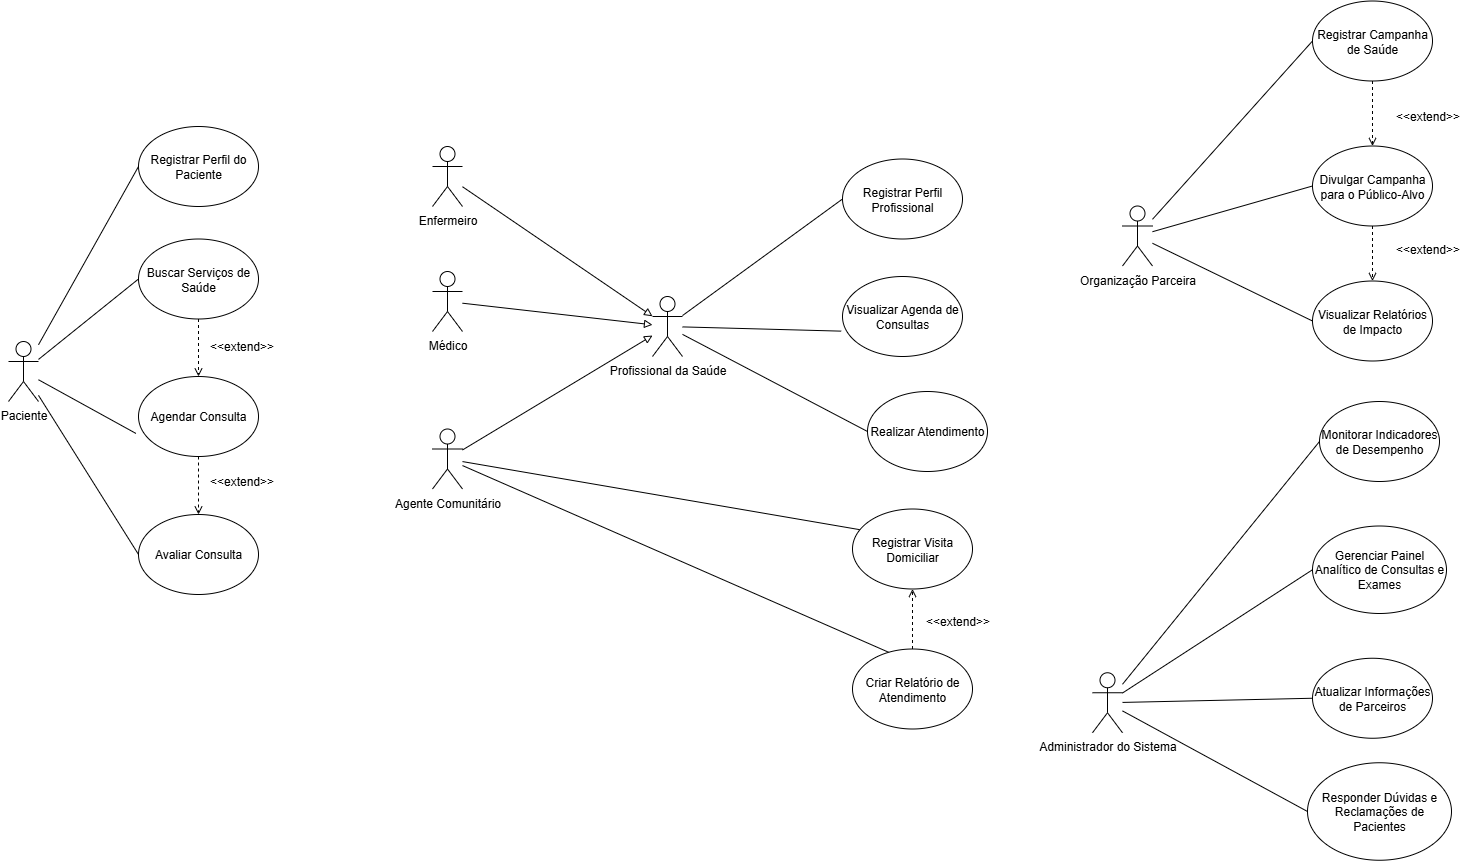 Registrar Perfil do
Paciente
Buscar Serviços de
Saúde
<<extend>>
Paciente
Agendar Consulta
<<extend>>
Avaliar Consulta
Enfermeiro
Médico
Profissional da Saúde
Agente Comunitário
Registrar Perfil
Profissional
Visualizar Agenda de
Consultas
Realizar Atendimento
Registrar Visita
Domiciliar
<<extend>>
Criar Relatório de
Atendimento
Registrar Campanha
de Saúde
<<extend>>
Divulgar Campanha
para o Público-Alvo
<<extend>>
Organização Parceira
Visualizar Relatórios
de Impacto
Monitorar Indicadores
de Desempenho
Gerenciar Painel
Analítico de Consultas e
Exames
Atualizar Informações
de Parceiros
Administrador do Sistema
Responder Dúvidas e
Reclamações de
Pacientes